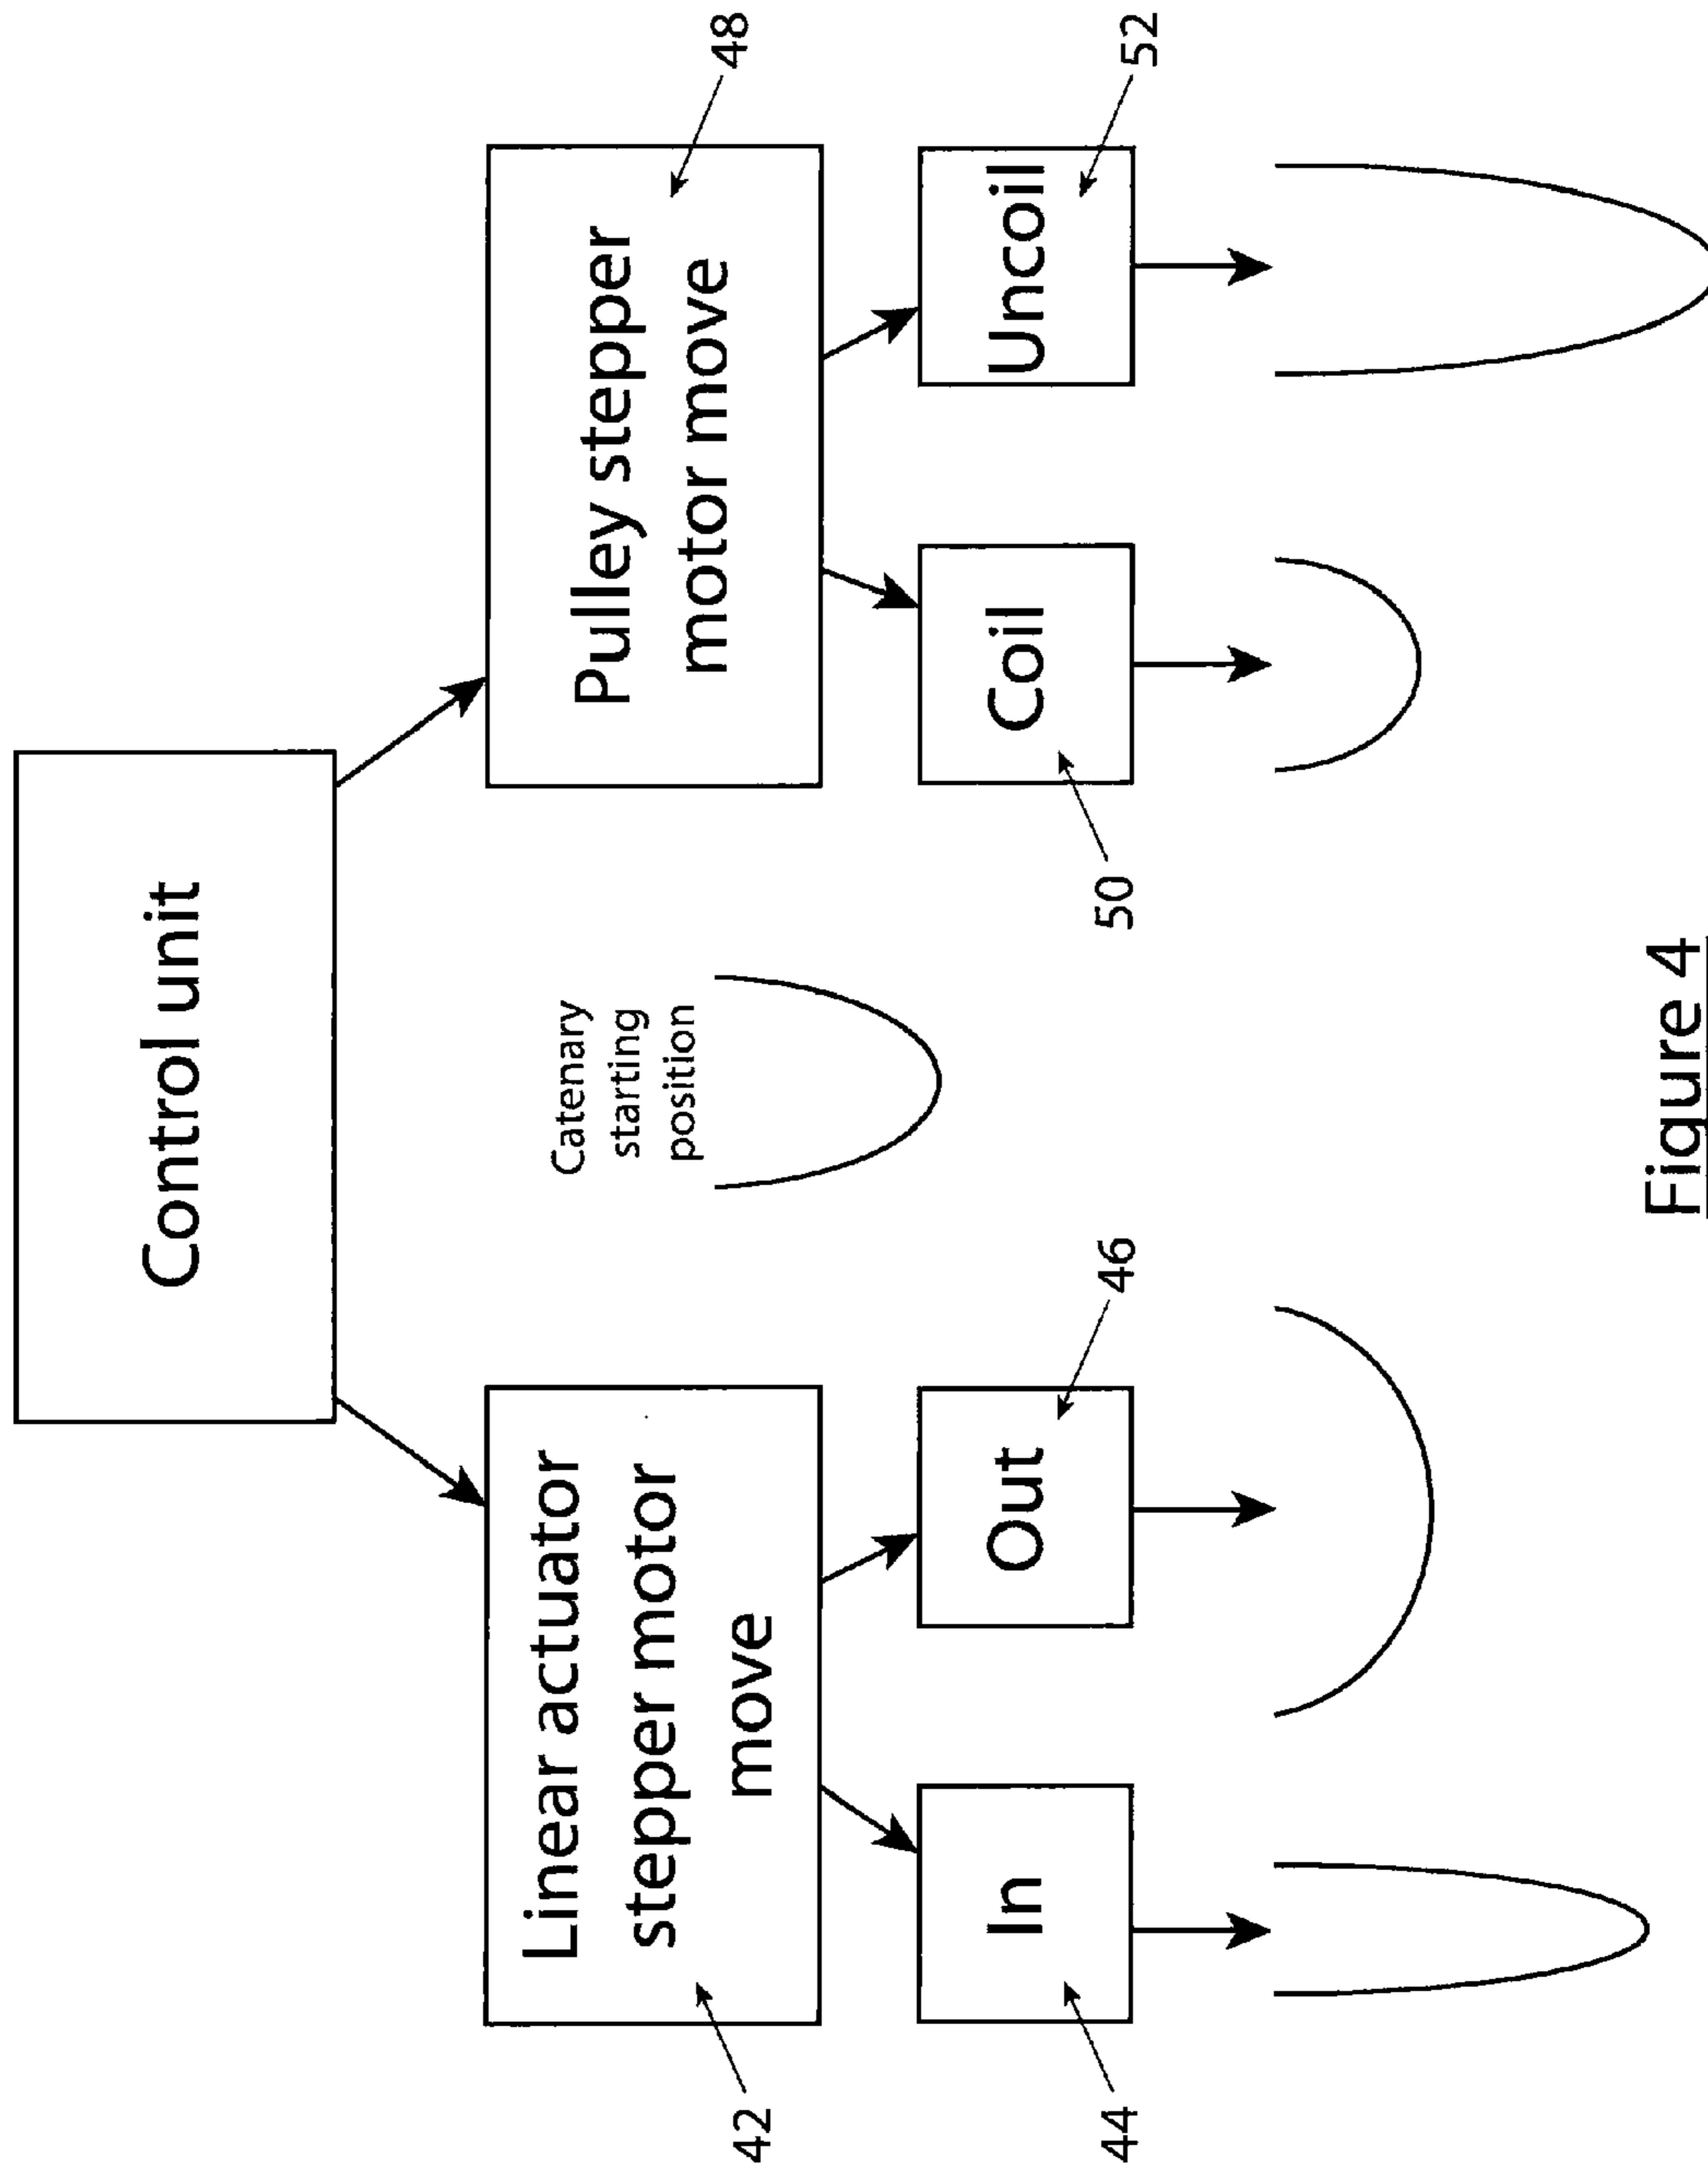 Control unit
Linear actuator
stepper motor
move
42
Catenary
starting
position
Pulley stepper
motor move
48
In
44
Out
46
Coil
50
Uncoil
52
Figure 4